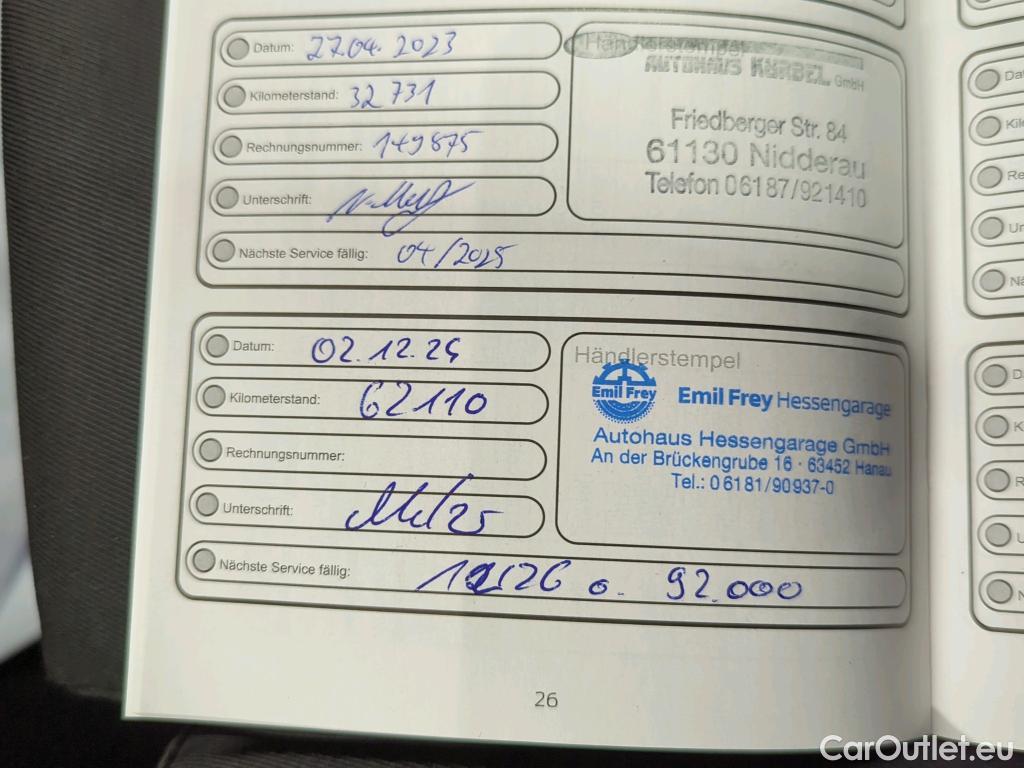 Datum: 27.04.2023
Kilometerstand: 32 731
Rechnungsnummer: 149875
Unterschrift:
Nächste Service fällig: 04/2025
Händlerstempel
AUTOHAUS KURBEL GmbH
Friedberger Str. 84
61130 Nidderau
Telefon 06187/921410
Datum: 02.12.24
Kilometerstand: 62110
Rechnungsnummer:
Unterschrift:
Nächste Service fällig: 12/26 o. 92.000
Händlerstempel
Emil Frey
Emil Frey Hessengarage
Autohaus Hessengarage GmbH
An der Brückengrube 16 · 63452 Hanau
Tel.: 06181/90937-0
26
CarOutlet.eu